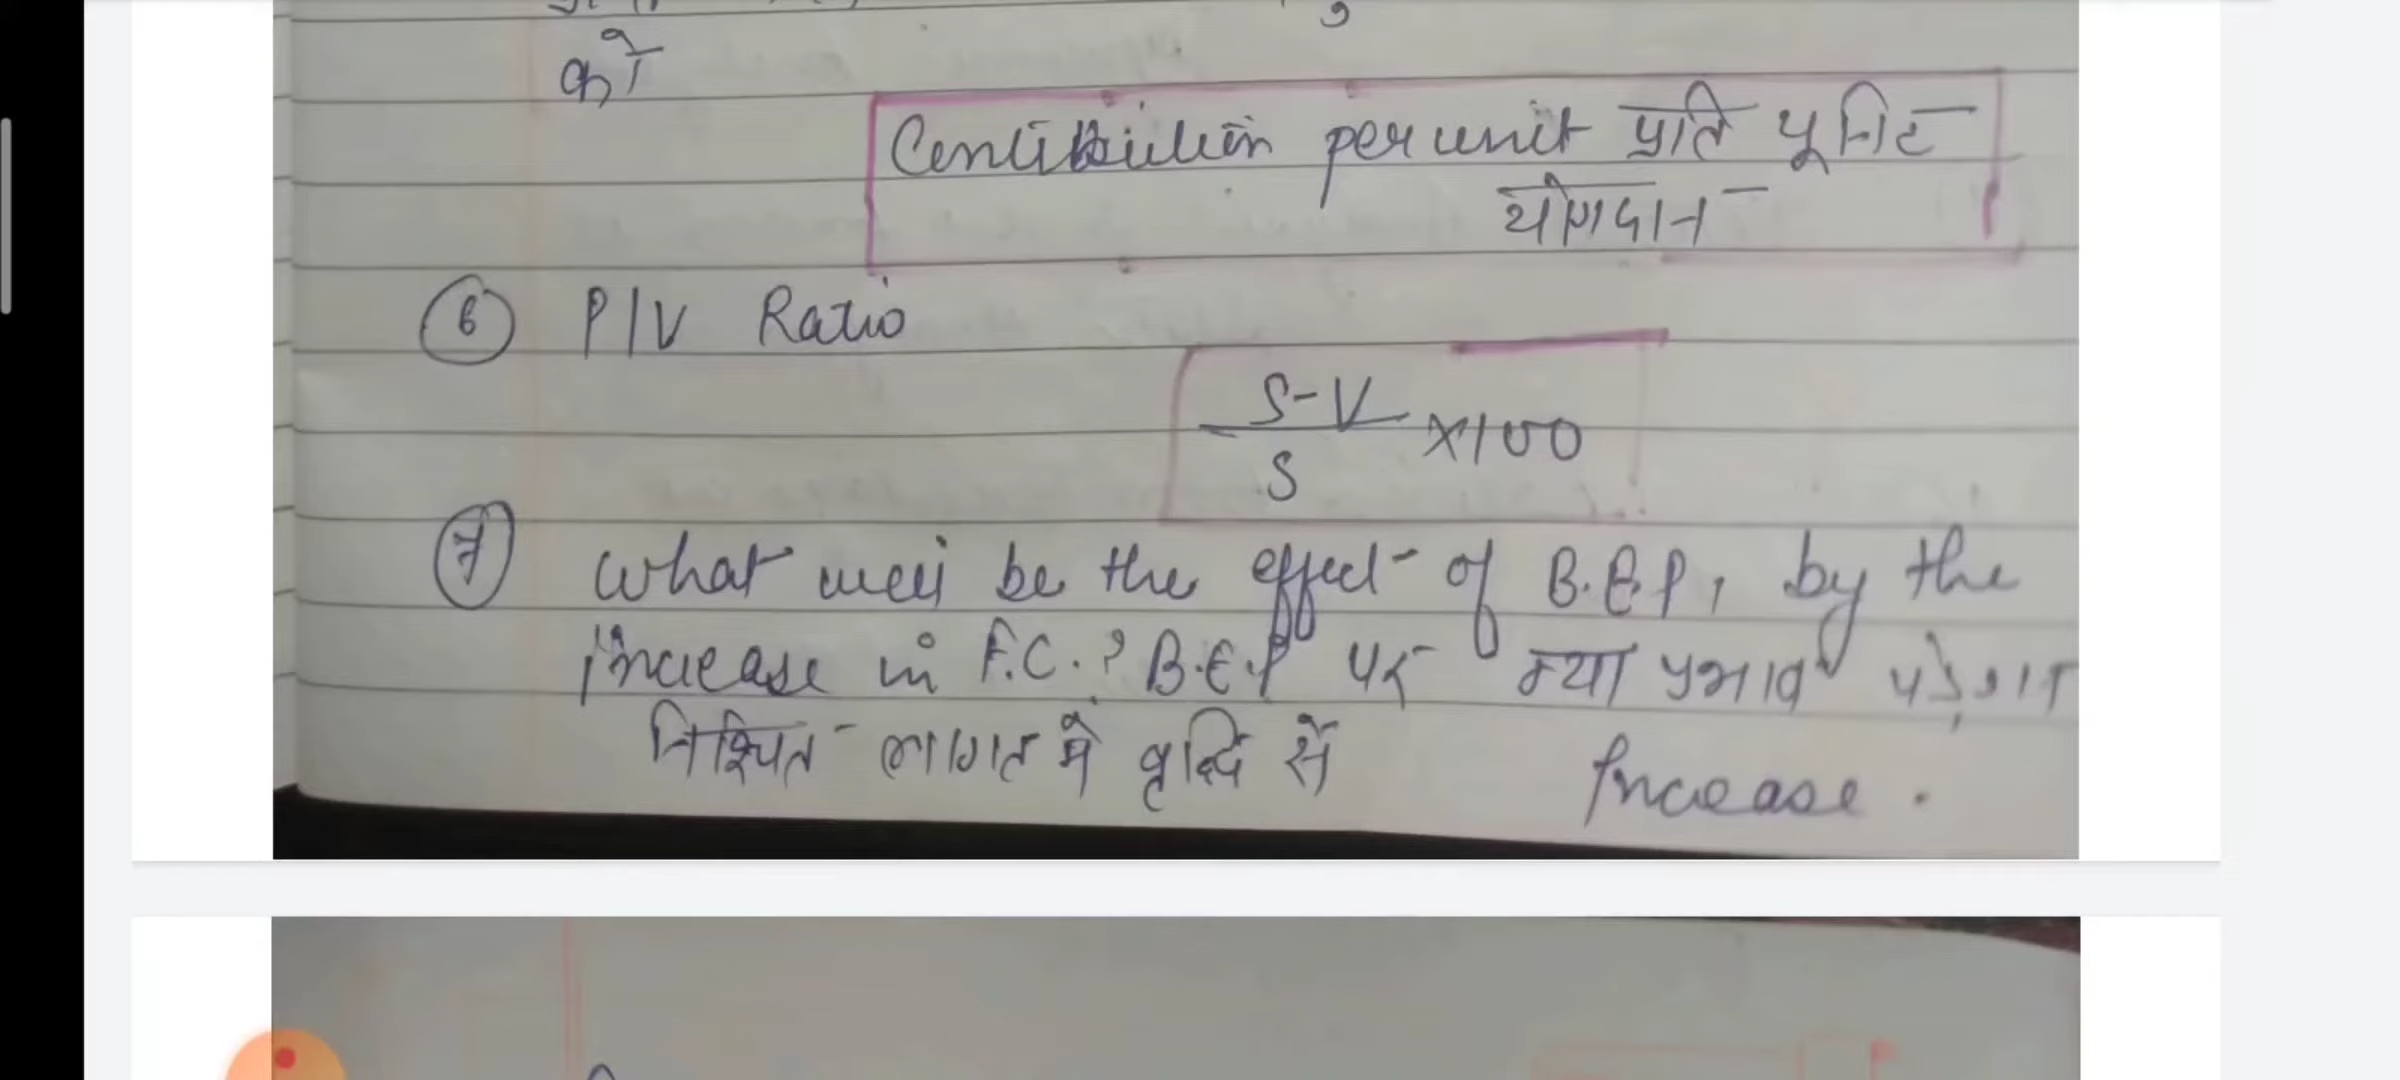 को
Contribution per unit प्रति यूनिट
योगदान
6 P/V Ratio
S-V
S
×100
7 What will be the effect of B.E.P, by the
increase in F.C.? B.E.P पर क्या प्रभाव पड़ेगा
निश्चित लागत में वृद्धि से Increase.